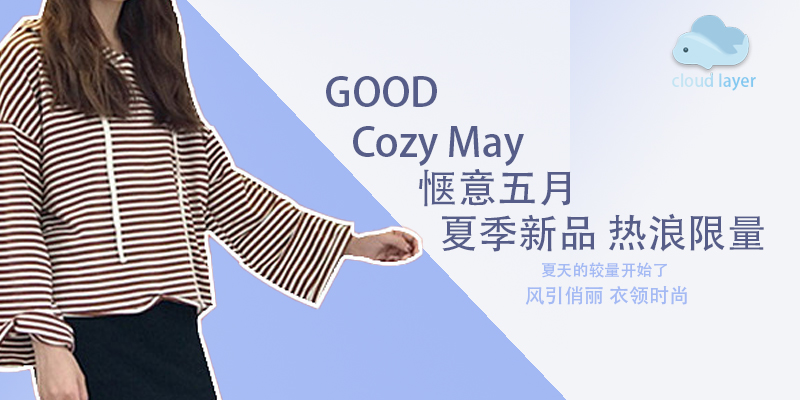 cloud layer
GOOD
Cozy May
惬意五月
夏季新品 热浪限量
夏天的较量开始了
风引俏丽 衣领时尚